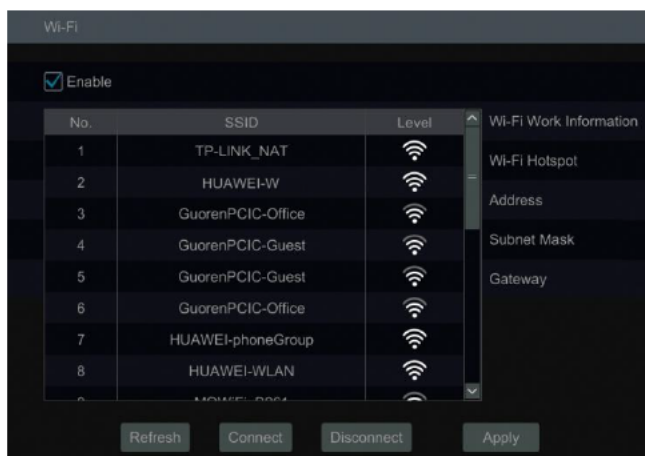 Wi-Fi
Enable
No. SSID Level
1 TP-LINK_NAT
2 HUAWEI-W
3 GuorenPCIC-Office
4 GuorenPCIC-Guest
5 GuorenPCIC-Guest
6 GuorenPCIC-Office
7 HUAWEI-phoneGroup
8 HUAWEI-WLAN
Wi-Fi Work Information
Wi-Fi Hotspot
Address
Subnet Mask
Gateway
Refresh Connect Disconnect Apply